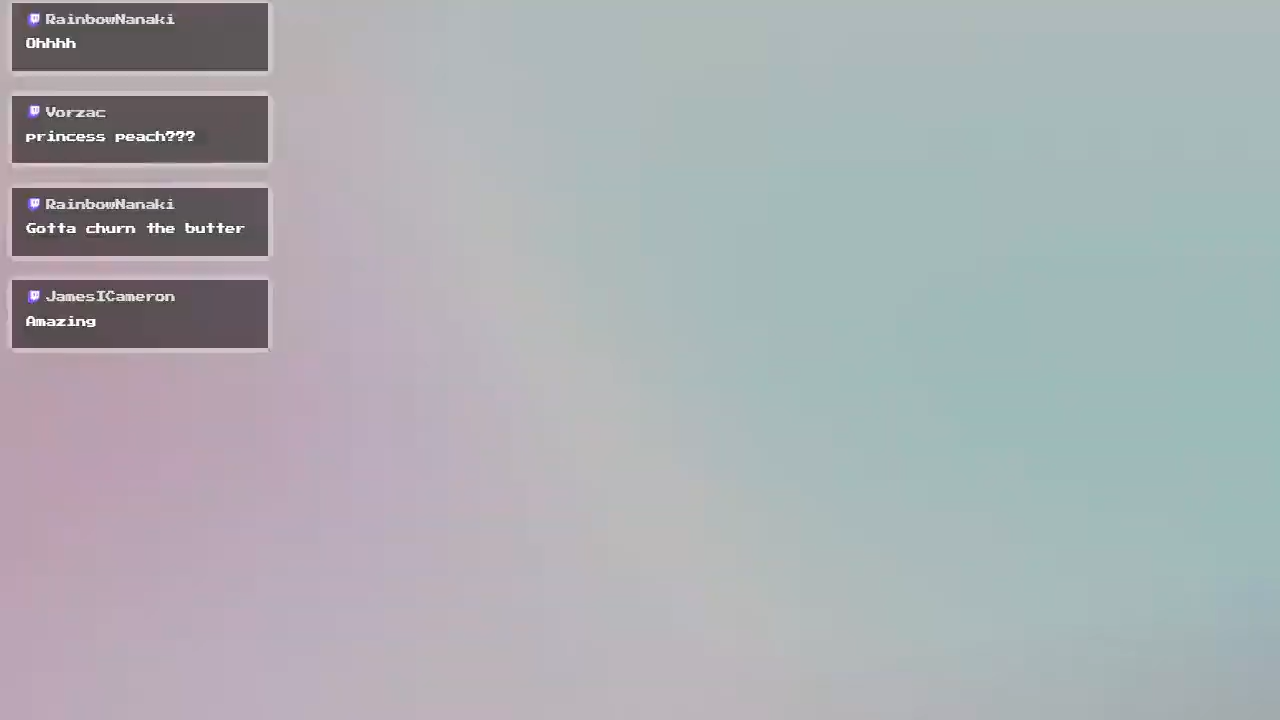 RainbowNanaki
Ohhhh
Vorzac
princess peach???
RainbowNanaki
Gotta churn the butter
JamesICameron
Amazing